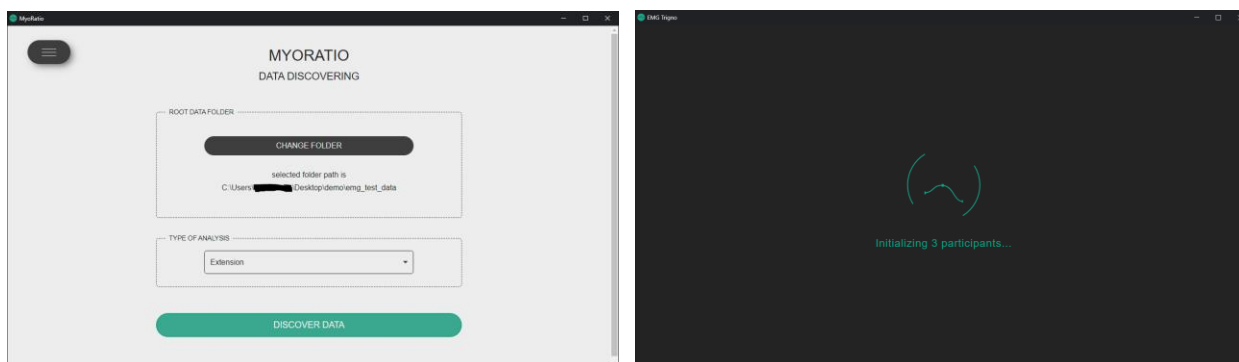 MyoRatio
MYORATIO
DATA DISCOVERING
ROOT DATA FOLDER
CHANGE FOLDER
selected folder path is
C:\Users\ \Desktop\demo\emg_test_data
TYPE OF ANALYSIS
Extension
DISCOVER DATA
EMG Trigno
Initializing 3 participants...